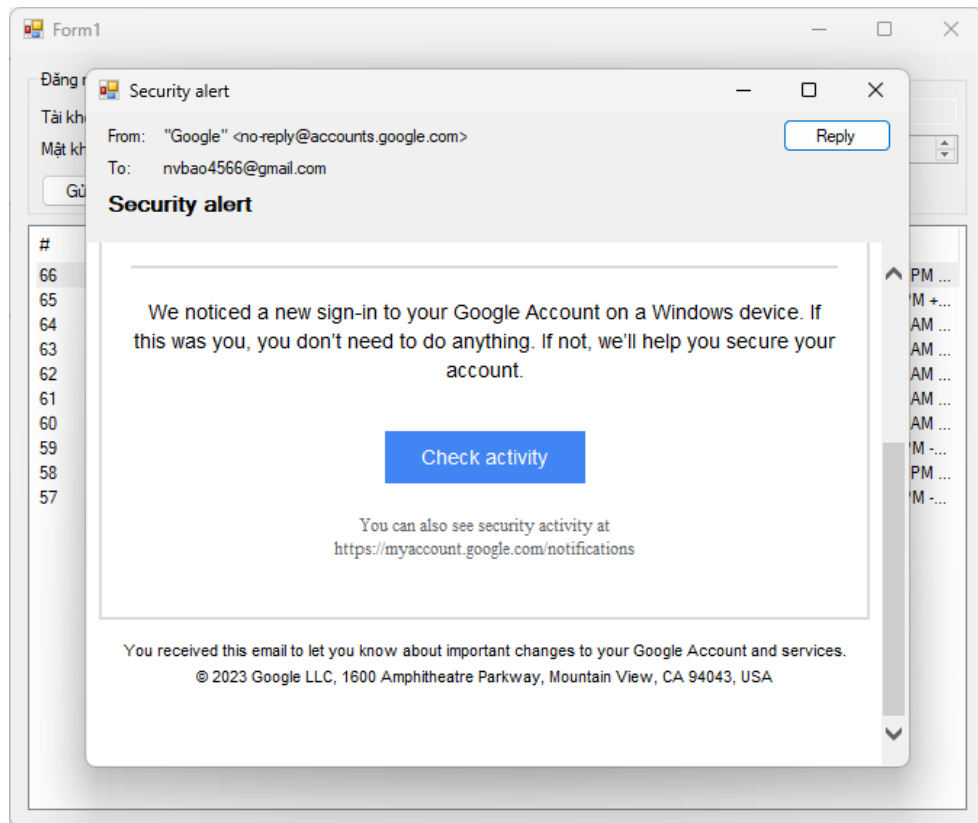 Form1
Đăng
Security alert
Tài
From: "Google" <no-reply@accounts.google.com>
Reply
Mật
To: nvbao4566@gmail.com
Security alert
#
66 PM ...
65
64 AM ...
63 AM ...
62 AM ...
61 AM ...
60 AM ...
59
58 PM ...
57
We noticed a new sign-in to your Google Account on a Windows device. If
this was you, you don't need to do anything. If not, we'll help you secure your
account.
Check activity
You can also see security activity at
https://myaccount.google.com/notifications
You received this email to let you know about important changes to your Google Account and services.
© 2023 Google LLC, 1600 Amphitheatre Parkway, Mountain View, CA 94043, USA